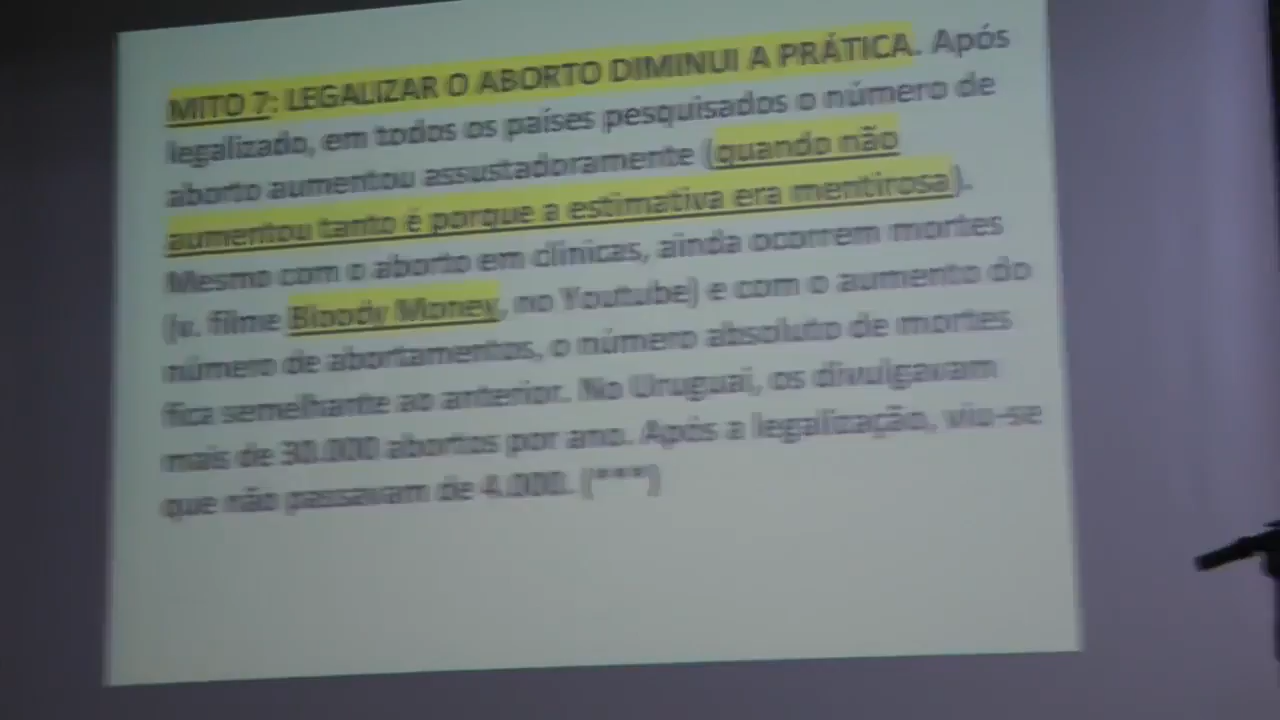 MITO 7: LEGALIZAR O ABORTO DIMINUI A PRÁTICA. Após
legalizado, em todos os países pesquisados o número de
aborto aumentou assustadoramente (quando não
aumentou tanto é porque a estimativa era mentirosa).
Mesmo com o aborto em clínicas, ainda ocorrem mortes
(v. filme Bloody Money, no Youtube) e com o aumento do
número de abortamentos, o número absoluto de mortes
fica semelhante ao anterior. No Uruguai, os divulgavam
mais de 30.000 abortos por ano. Após a legalização, viu-se
que não passavam de 4.000. (***)